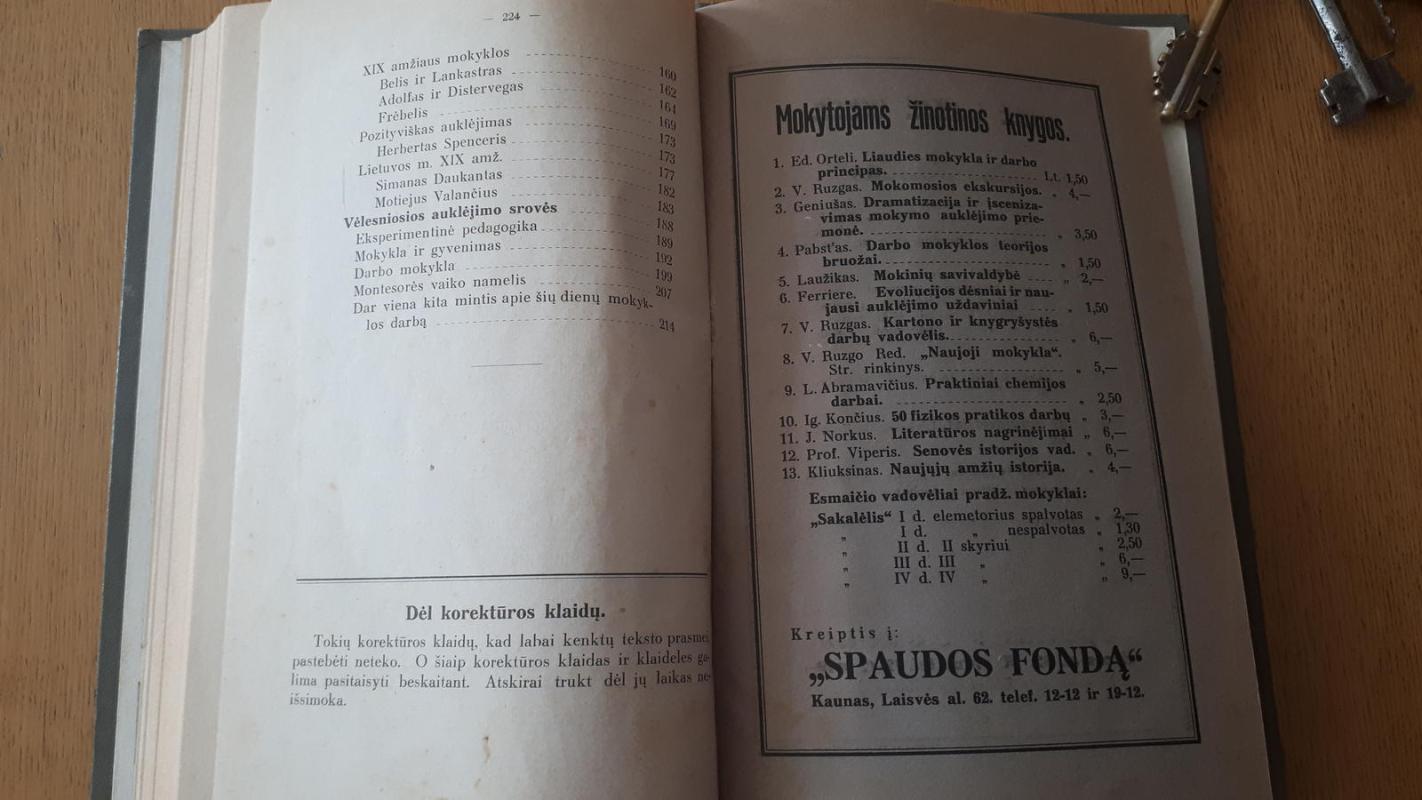 — 224 —
XIX amžiaus mokyklos 160
Belis ir Lankastras 162
Adolfas ir Distervegas 164
Frėbelis 169
Pozityviškas auklėjimas 173
Herbertas Spenceris 173
Lietuvos m. XIX amž. 177
Simanas Daukantas 182
Motiejus Valančius 183
Vėlesniosios auklėjimo srovės 188
Eksperimentinė pedagogika 189
Mokykla ir gyvenimas 192
Darbo mokykla 199
Montesorės vaiko namelis 207
Dar viena kita mintis apie šių dienų mokyk-
los darbą 214
Dėl korektūros klaidų.
Tokių korektūros klaidų, kad labai kenktų teksto prasmei,
pastebėti neteko. O šiaip korektūros klaidas ir klaideles ga-
lima pasitaisyti beskaitant. Atskirai trukt dėl jų laikas ne-
išsimoka.
Mokytojams žinotinos knygos.
1. Ed. Orteli. Liaudies mokykla ir darbo
principas. Lt. 1,50
2. V. Ruzgas. Mokomosios ekskursijos. „ 4,—
3. Geniušas. Dramatizacija ir įsceniza-
vimas mokymo auklėjimo prie-
monė. „ 3,50
4. Pabst'as. Darbo mokyklos teorijos
bruožai. „ 1,50
5. Laužikas. Mokinių savivaldybė „ 2,—
6. Ferriere. Evoliucijos dėsniai ir nau-
jausi auklėjimo uždaviniai „ 1,50
7. V. Ruzgas. Kartono ir knygryšystės
darbų vadovėlis. „ 6,—
8. V. Ruzgo Red. „Naujoji mokykla“.
Str. rinkinys. „ 5,—
9. L. Abramavičius. Praktiniai chemijos
darbai. „ 2,50
10. Ig. Končius. 50 fizikos pratikos darbų „ 3,—
11. J. Norkus. Literatūros nagrinėjimai „ 6,—
12. Prof. Viperis. Senovės istorijos vad. „ 6,—
13. Kliuksinas. Naujųjų amžių istorija. „ 4,—
Esmaičio vadovėliai pradž. mokyklai:
„Sakalėlis“ I d. elemetorius spalvotas „ 2,—
„ I d. „ nespalvotas „ 1,30
„ II d. II skyriui „ 2,50
„ III d. III „ „ 6,—
„ IV d. IV „ „ 9,—
Kreiptis į:
„SPAUDOS FONDĄ“
Kaunas, Laisvės al. 62. telef. 12-12 ir 19-12.